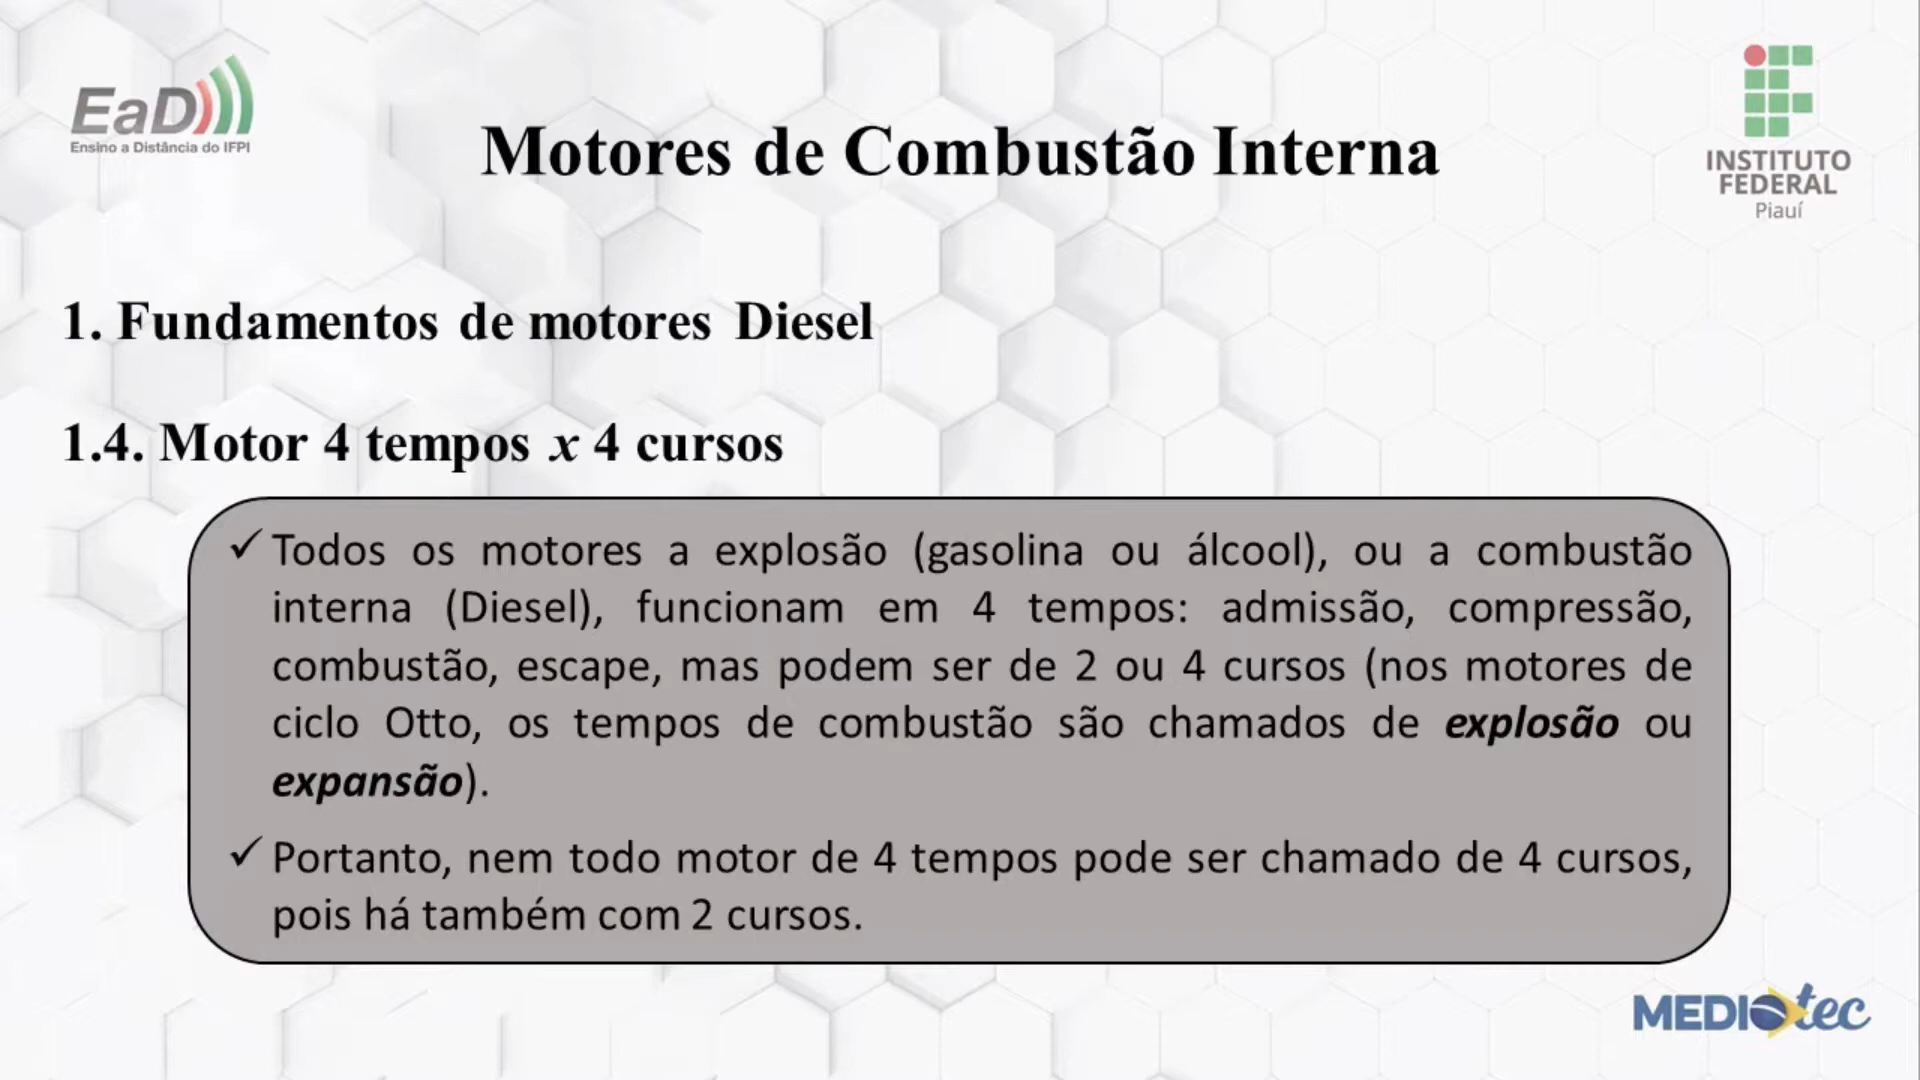 EaD
Ensino a Distância do IFPI
Motores de Combustão Interna
INSTITUTO
FEDERAL
Piauí
1. Fundamentos de motores Diesel
1.4. Motor 4 tempos x 4 cursos
✓ Todos os motores a explosão (gasolina ou álcool), ou a combustão
interna (Diesel), funcionam em 4 tempos: admissão, compressão,
combustão, escape, mas podem ser de 2 ou 4 cursos (nos motores de
ciclo Otto, os tempos de combustão são chamados de explosão ou
expansão).
✓ Portanto, nem todo motor de 4 tempos pode ser chamado de 4 cursos,
pois há também com 2 cursos.
MEDIOtec